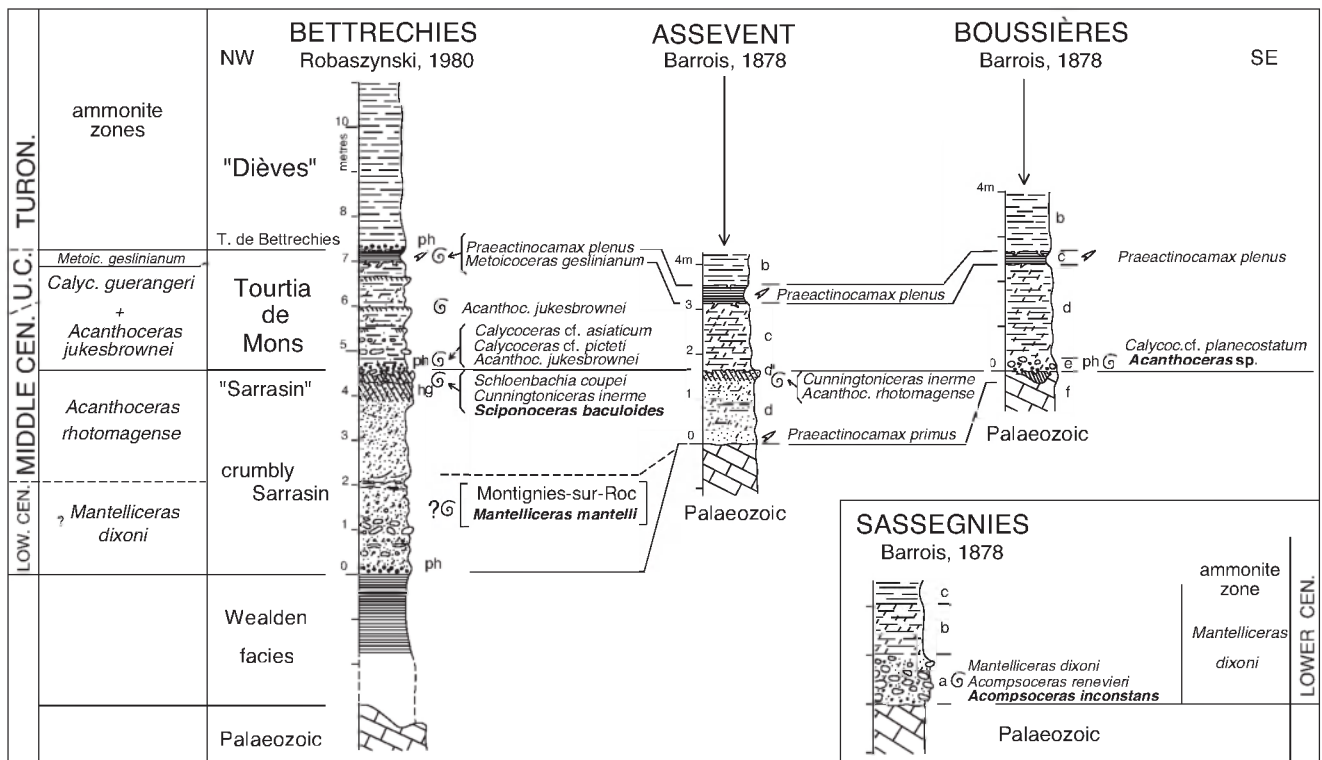 BETTRECHIES
Robaszynski, 1980
NW
ASSEVENT
Barrois, 1878
BOUSSIÈRES
Barrois, 1878
SE
TURON.
U.C.
MIDDLE CEN.
LOW. CEN.
ammonite
zones
Metoic. geslinianum
Calyc. guerangeri
+
Acanthoceras
jukesbrownei
Acanthoceras
rhotomagense
? Mantelliceras
dixoni
"Dièves"
T. de Bettrechies
Tourtia
de
Mons
"Sarrasin"
crumbly
Sarrasin
Wealden
facies
Palaeozoic
10
metres
8
7
6
5
4
3
2
1
0
ph
ph
hg
ph
Praeactinocamax plenus
Metoicoceras geslinianum
Acanthoc. jukesbrownei
Calycoceras cf. asiaticum
Calycoceras cf. picteti
Acanthoc. jukesbrownei
Schloenbachia coupei
Cunningtoniceras inerme
Sciponoceras baculoides
?
Montignies-sur-Roc
Mantelliceras mantelli
4m
3
2
1
0
b
c
d'
d
Praeactinocamax plenus
Cunningtoniceras inerme
Acanthoc. rhotomagense
Praeactinocamax primus
Palaeozoic
4m
0
b
c
d
e
f
ph
Praeactinocamax plenus
Calycoc. cf. planecostatum
Acanthoceras sp.
Palaeozoic
SASSEGNIES
Barrois, 1878
c
b
a
Mantelliceras dixoni
Acompsoceras renevieri
Acompsoceras inconstans
Palaeozoic
ammonite
zone
Mantelliceras
dixoni
LOWER CEN.